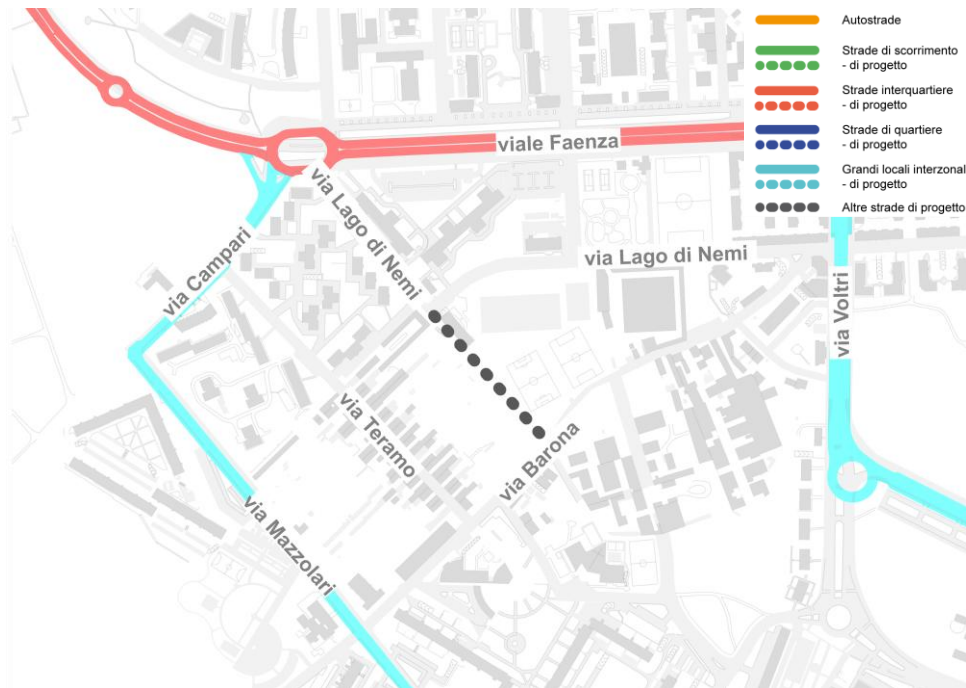 Autostrade
Strade di scorrimento
- di progetto
Strade interquartiere
- di progetto
Strade di quartiere
- di progetto
Grandi locali interzonal
- di progetto
Altre strade di progetto
viale Faenza
via Lago di Nemi
via Lago di Nemi
via Campari
via Voltri
via Teramo
via Barona
via Mazzolari